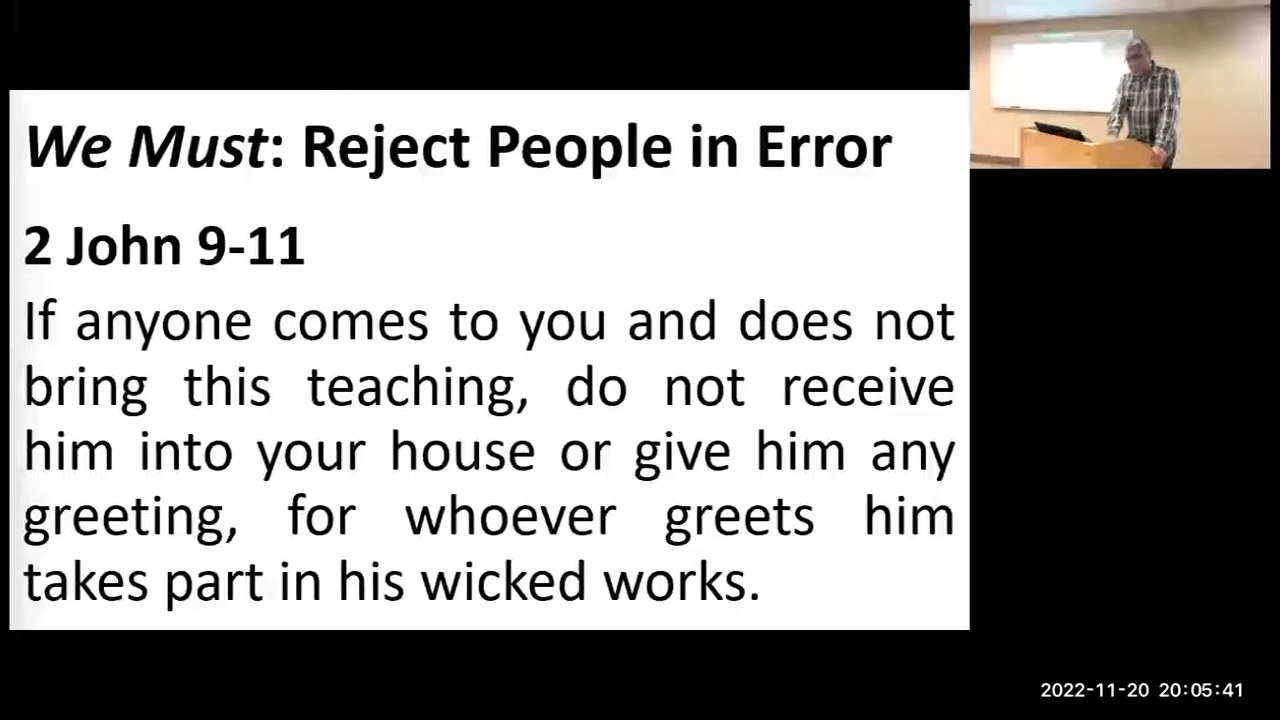 We Must: Reject People in Error
2 John 9-11
If anyone comes to you and does not
bring this teaching, do not receive
him into your house or give him any
greeting, for whoever greets him
takes part in his wicked works.
2022-11-20 20:05:41